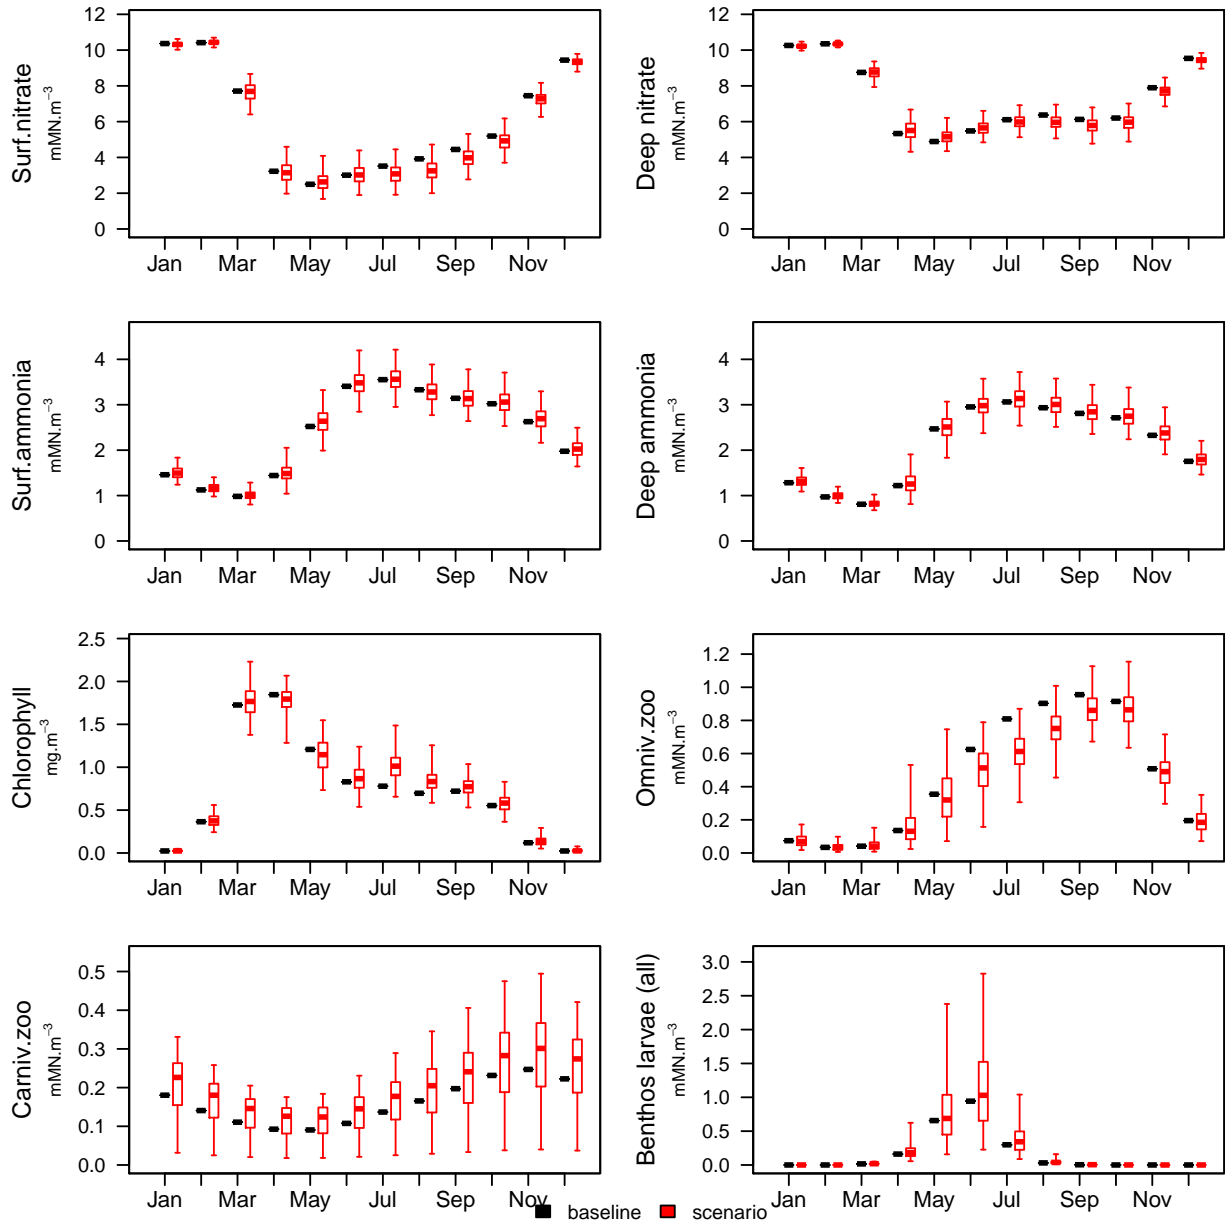 Surf.nitrate
mMN.m⁻³
0 2 4 6 8 10 12
Jan Mar May Jul Sep Nov
Deep nitrate
mMN.m⁻³
0 2 4 6 8 10 12
Jan Mar May Jul Sep Nov
Surf.ammonia
mMN.m⁻³
0 1 2 3 4
Jan Mar May Jul Sep Nov
Deep ammonia
mMN.m⁻³
0 1 2 3 4
Jan Mar May Jul Sep Nov
Chlorophyll
mg.m⁻³
0.0 0.5 1.0 1.5 2.0 2.5
Jan Mar May Jul Sep Nov
Omniv.zoo
mMN.m⁻³
0.0 0.2 0.4 0.6 0.8 1.0 1.2
Jan Mar May Jul Sep Nov
Carniv.zoo
mMN.m⁻³
0.0 0.1 0.2 0.3 0.4 0.5
Jan Mar May Jul Sep Nov
Benthos larvae (all)
mMN.m⁻³
0.0 0.5 1.0 1.5 2.0 2.5 3.0
Jan Mar May Jul Sep Nov
baseline scenario